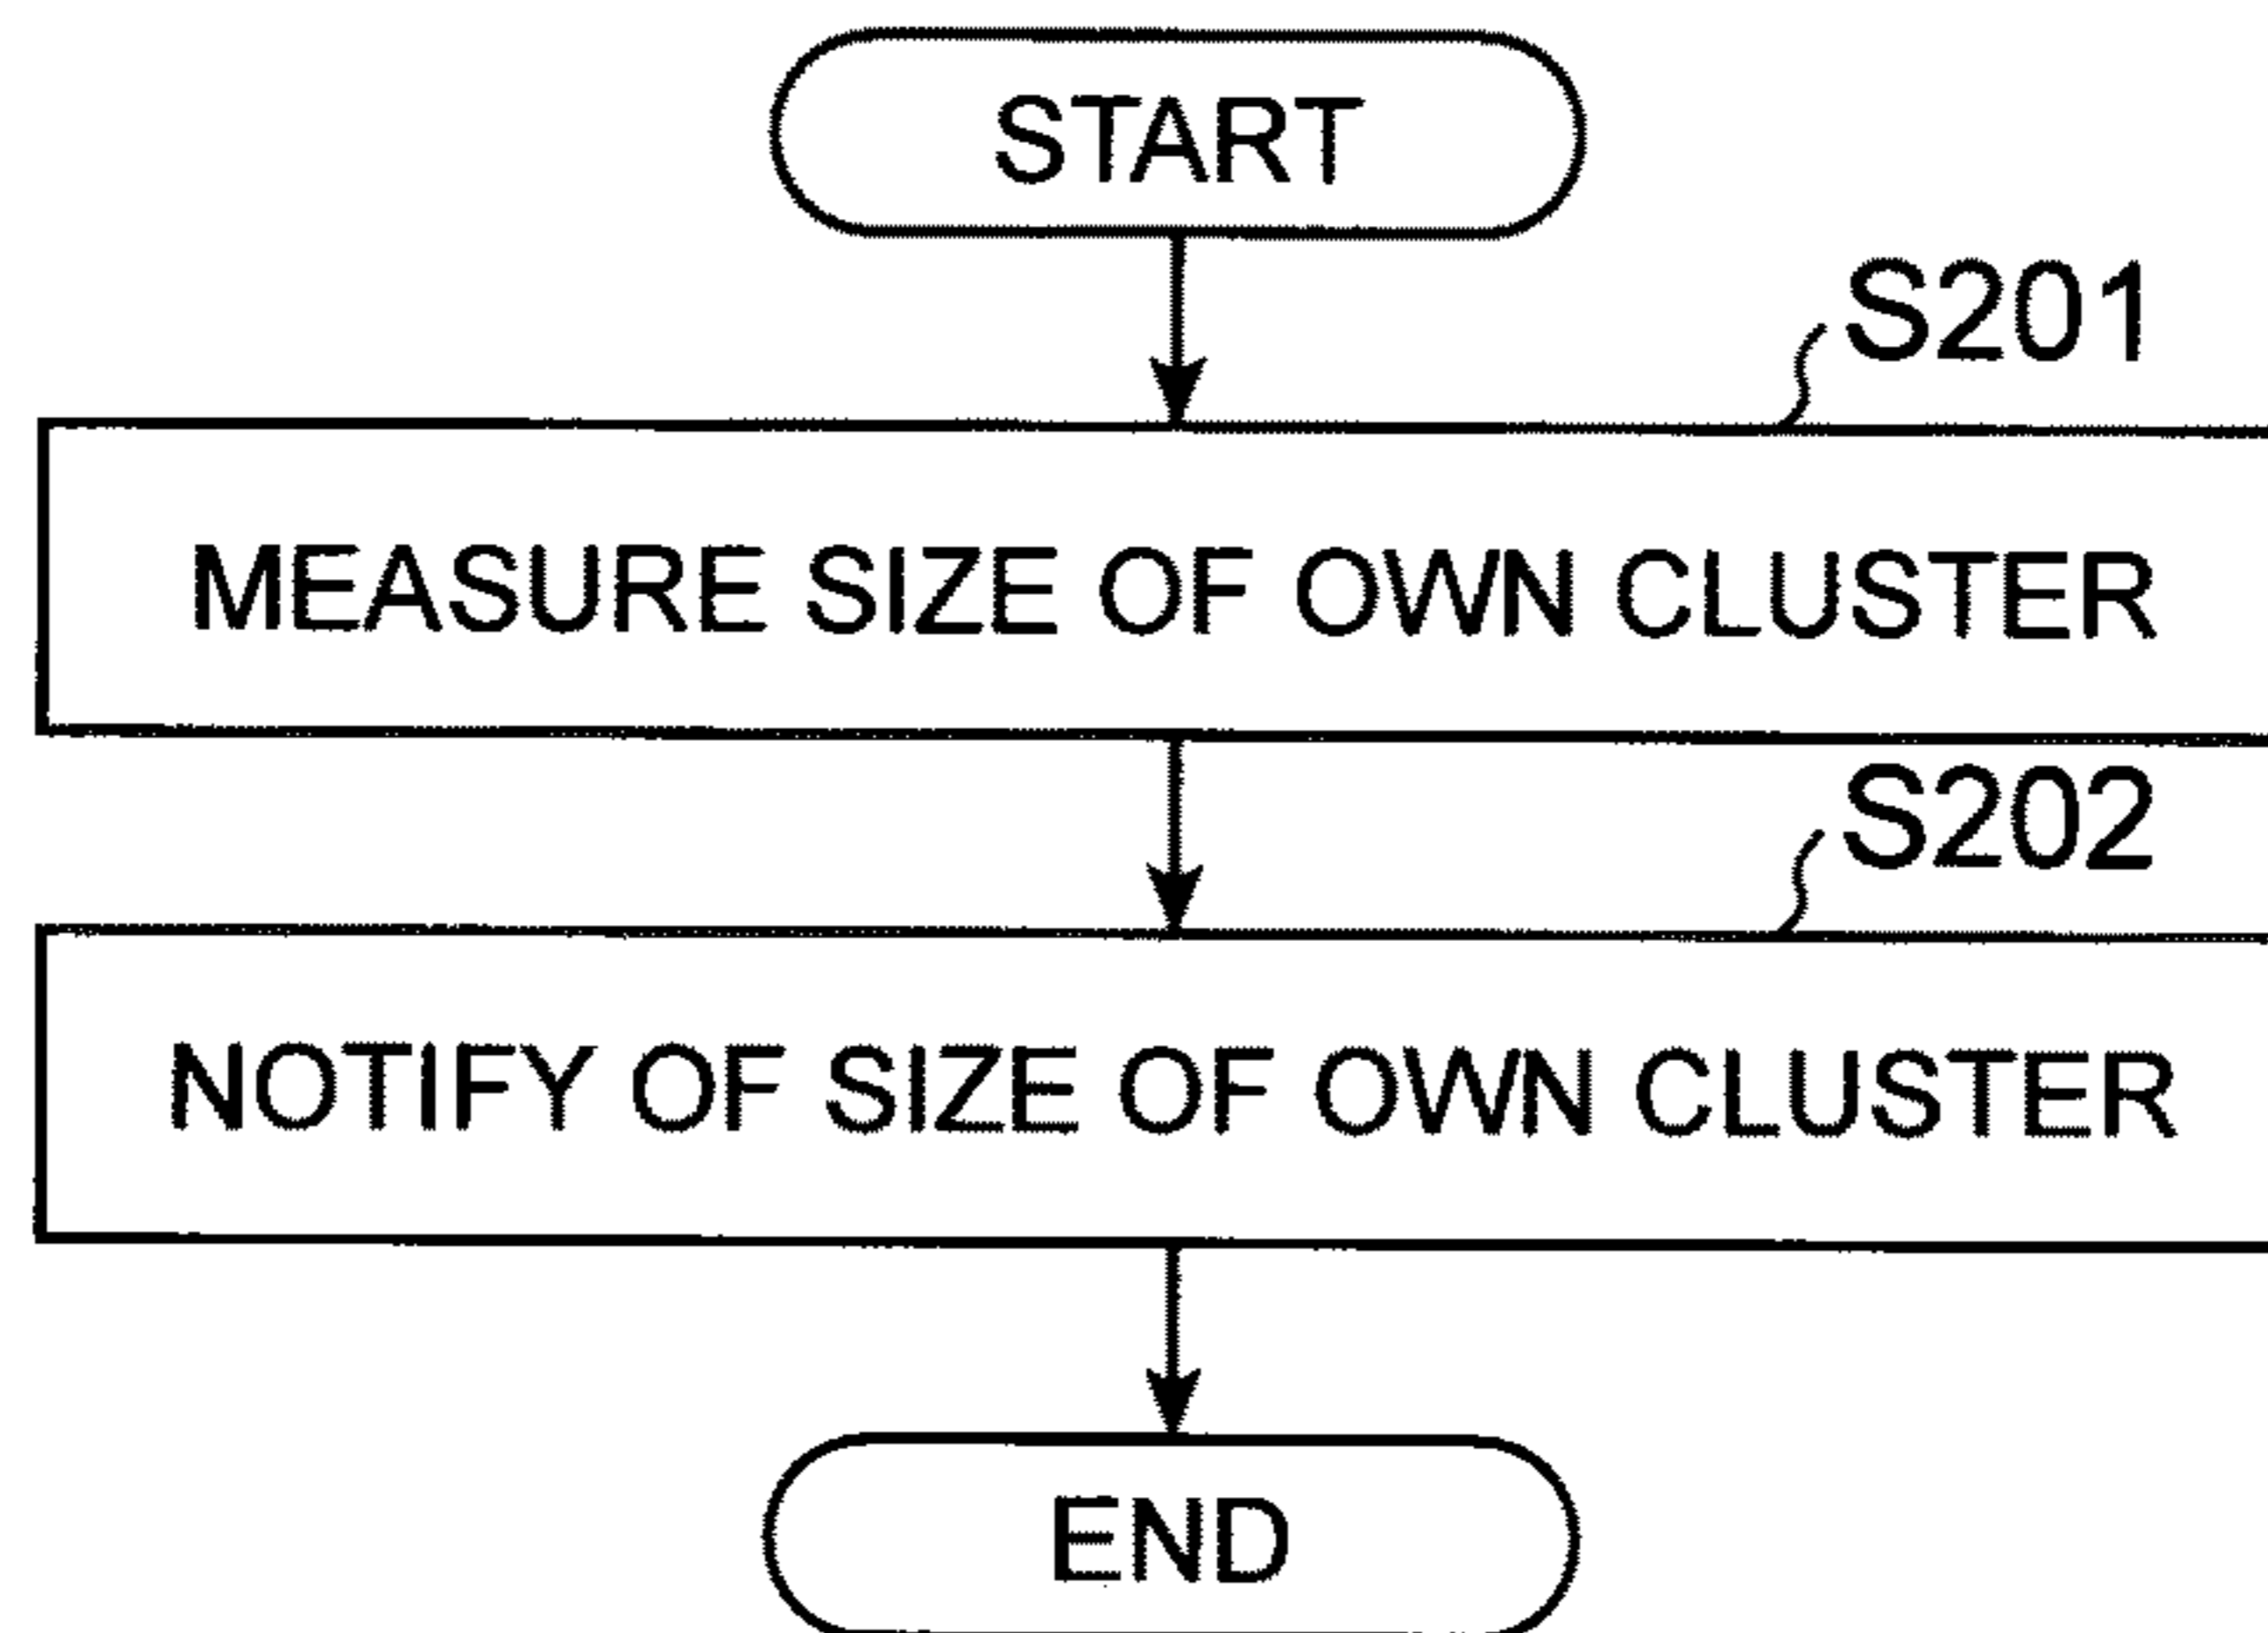 START
S201
MEASURE SIZE OF OWN CLUSTER
S202
NOTIFY OF SIZE OF OWN CLUSTER
END